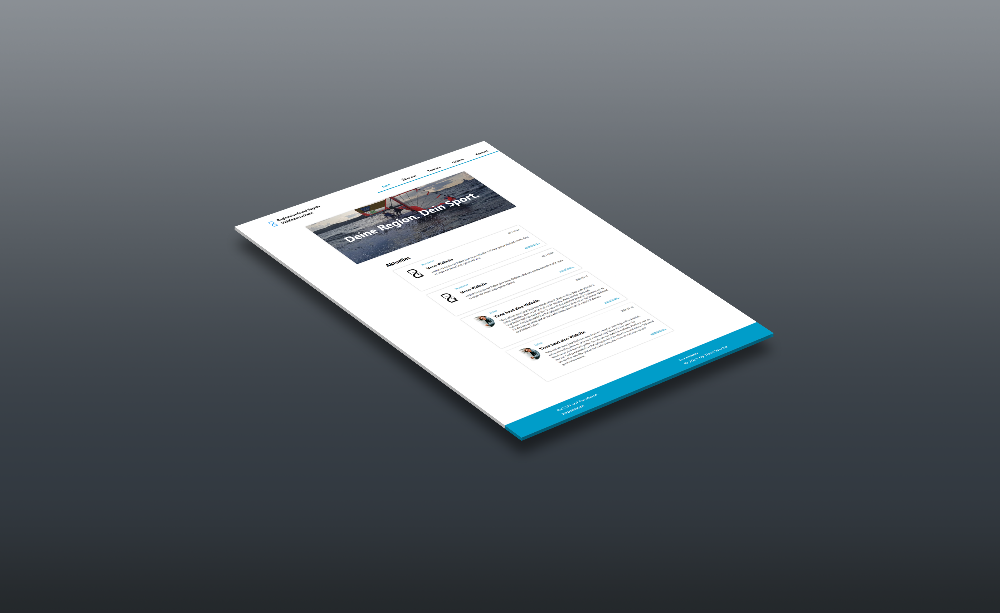 Regionalverband Segeln
Südniedersachsen
Start
Über uns
Termine
Gallerie
Kontakt
Deine Region. Dein Sport.
Aktuelles
Neuigkeiten
2021-03-24
Neue Website
endlich ist sie da, wir haben eine neue Website. Und wer genau hinsieht merkt, dass
es sogar ein neues Logo geben könnte.
weiterlesen...
Neuigkeiten
2021-03-24
Neue Website
endlich ist sie da, wir haben eine neue Website. Und wer genau hinsieht merkt, dass
es sogar ein neues Logo geben könnte.
weiterlesen...
Technik
2021-03-24
Timo baut eine Website
"Was soll ich denn jetzt bloß hier hinschreiben", fragt er sich. Naja wahrscheinlich
nichts sinnvolles, denn es ist ja noch nicht wichtig. Wenn ich hier ganz viel
hinschreibe wird das Feld größer. So hab ich das natürlich bedacht. Probieren wir es
mal aus. Und ja tatsächlich es hat geklappt. Seht ihr oben ist es viel kleiner. Während
ich das hier schreibe gibt es noch kein oben, das muss ich natürlich danach
geschrieben haben.
weiterlesen...
Technik
2021-03-24
Timo baut eine Website
"Was soll ich denn jetzt bloß hier hinschreiben", fragt er sich. Naja wahrscheinlich
nichts sinnvolles, denn es ist ja noch nicht wichtig. Wenn ich hier ganz viel
hinschreibe wird das Feld größer. So hab ich das natürlich bedacht. Probieren wir es
mal aus. Und ja tatsächlich es hat geklappt. Seht ihr oben ist es viel kleiner. Während
ich das hier schreibe gibt es noch kein oben, das muss ich natürlich danach
geschrieben haben.
weiterlesen...
RVSSN auf Facebook
Impressum
Entwickler
© 2021 by Timo Wacke